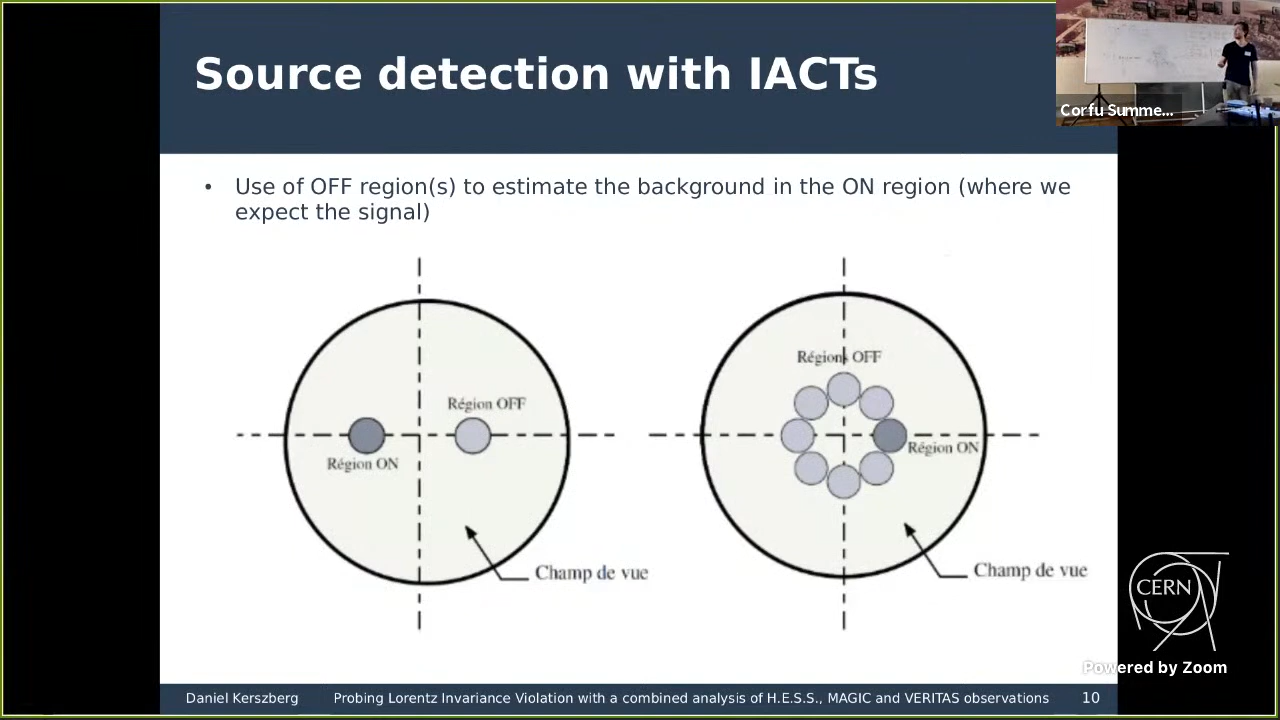 Source detection with IACTs
Corfu Summe...
• Use of OFF region(s) to estimate the background in the ON region (where we
expect the signal)
Région OFF
Région ON
Champ de vue
Régions OFF
Région ON
Champ de vue
CERN
Powered by Zoom
Daniel Kerszberg
Probing Lorentz Invariance Violation with a combined analysis of H.E.S.S., MAGIC and VERITAS observations
10